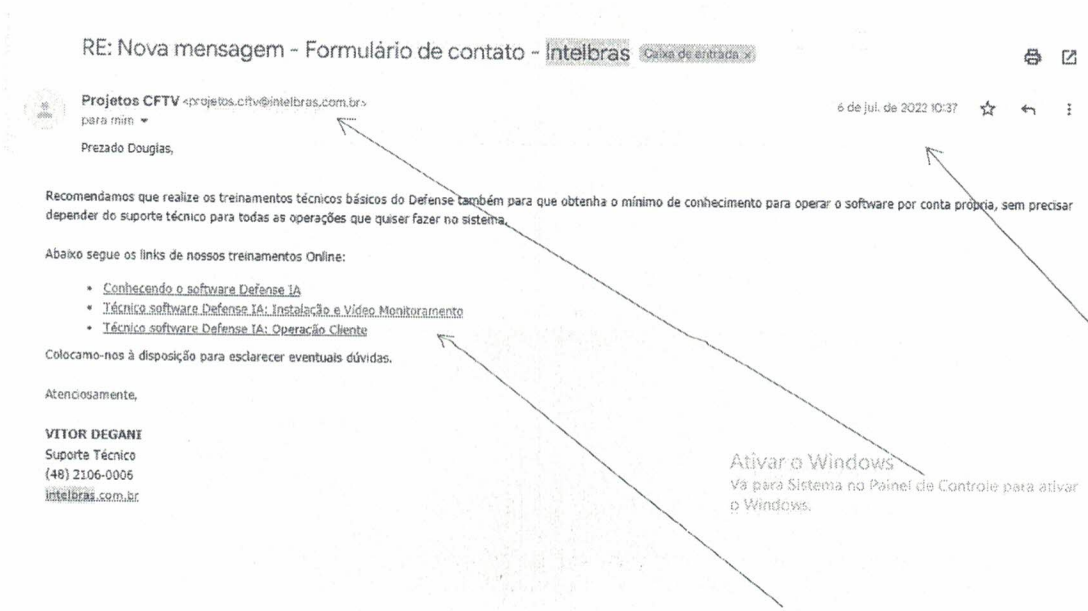 RE: Nova mensagem - Formulário de contato - Intelbras Caixa de entrada ×
Projetos CFTV <projetos.cftv@intelbras.com.br>
6 de jul. de 2022 10:37
para mim
Prezado Douglas,
Recomendamos que realize os treinamentos técnicos básicos do Defense também para que obtenha o mínimo de conhecimento para operar o software por conta própria, sem precisar
depender do suporte técnico para todas as operações que quiser fazer no sistema.
Abaixo segue os links de nossos treinamentos Online:
• Conhecendo o software Defense IA
• Técnico software Defense IA: Instalação e Vídeo Monitoramento
• Técnico software Defense IA: Operação Cliente
Colocamo-nos à disposição para esclarecer eventuais dúvidas.
Atenciosamente,
VITOR DEGANI
Suporte Técnico
(48) 2106-0006
intelbras.com.br
Ativar o Windows
Vá para Sistema no Painel de Controle para ativar
o Windows.